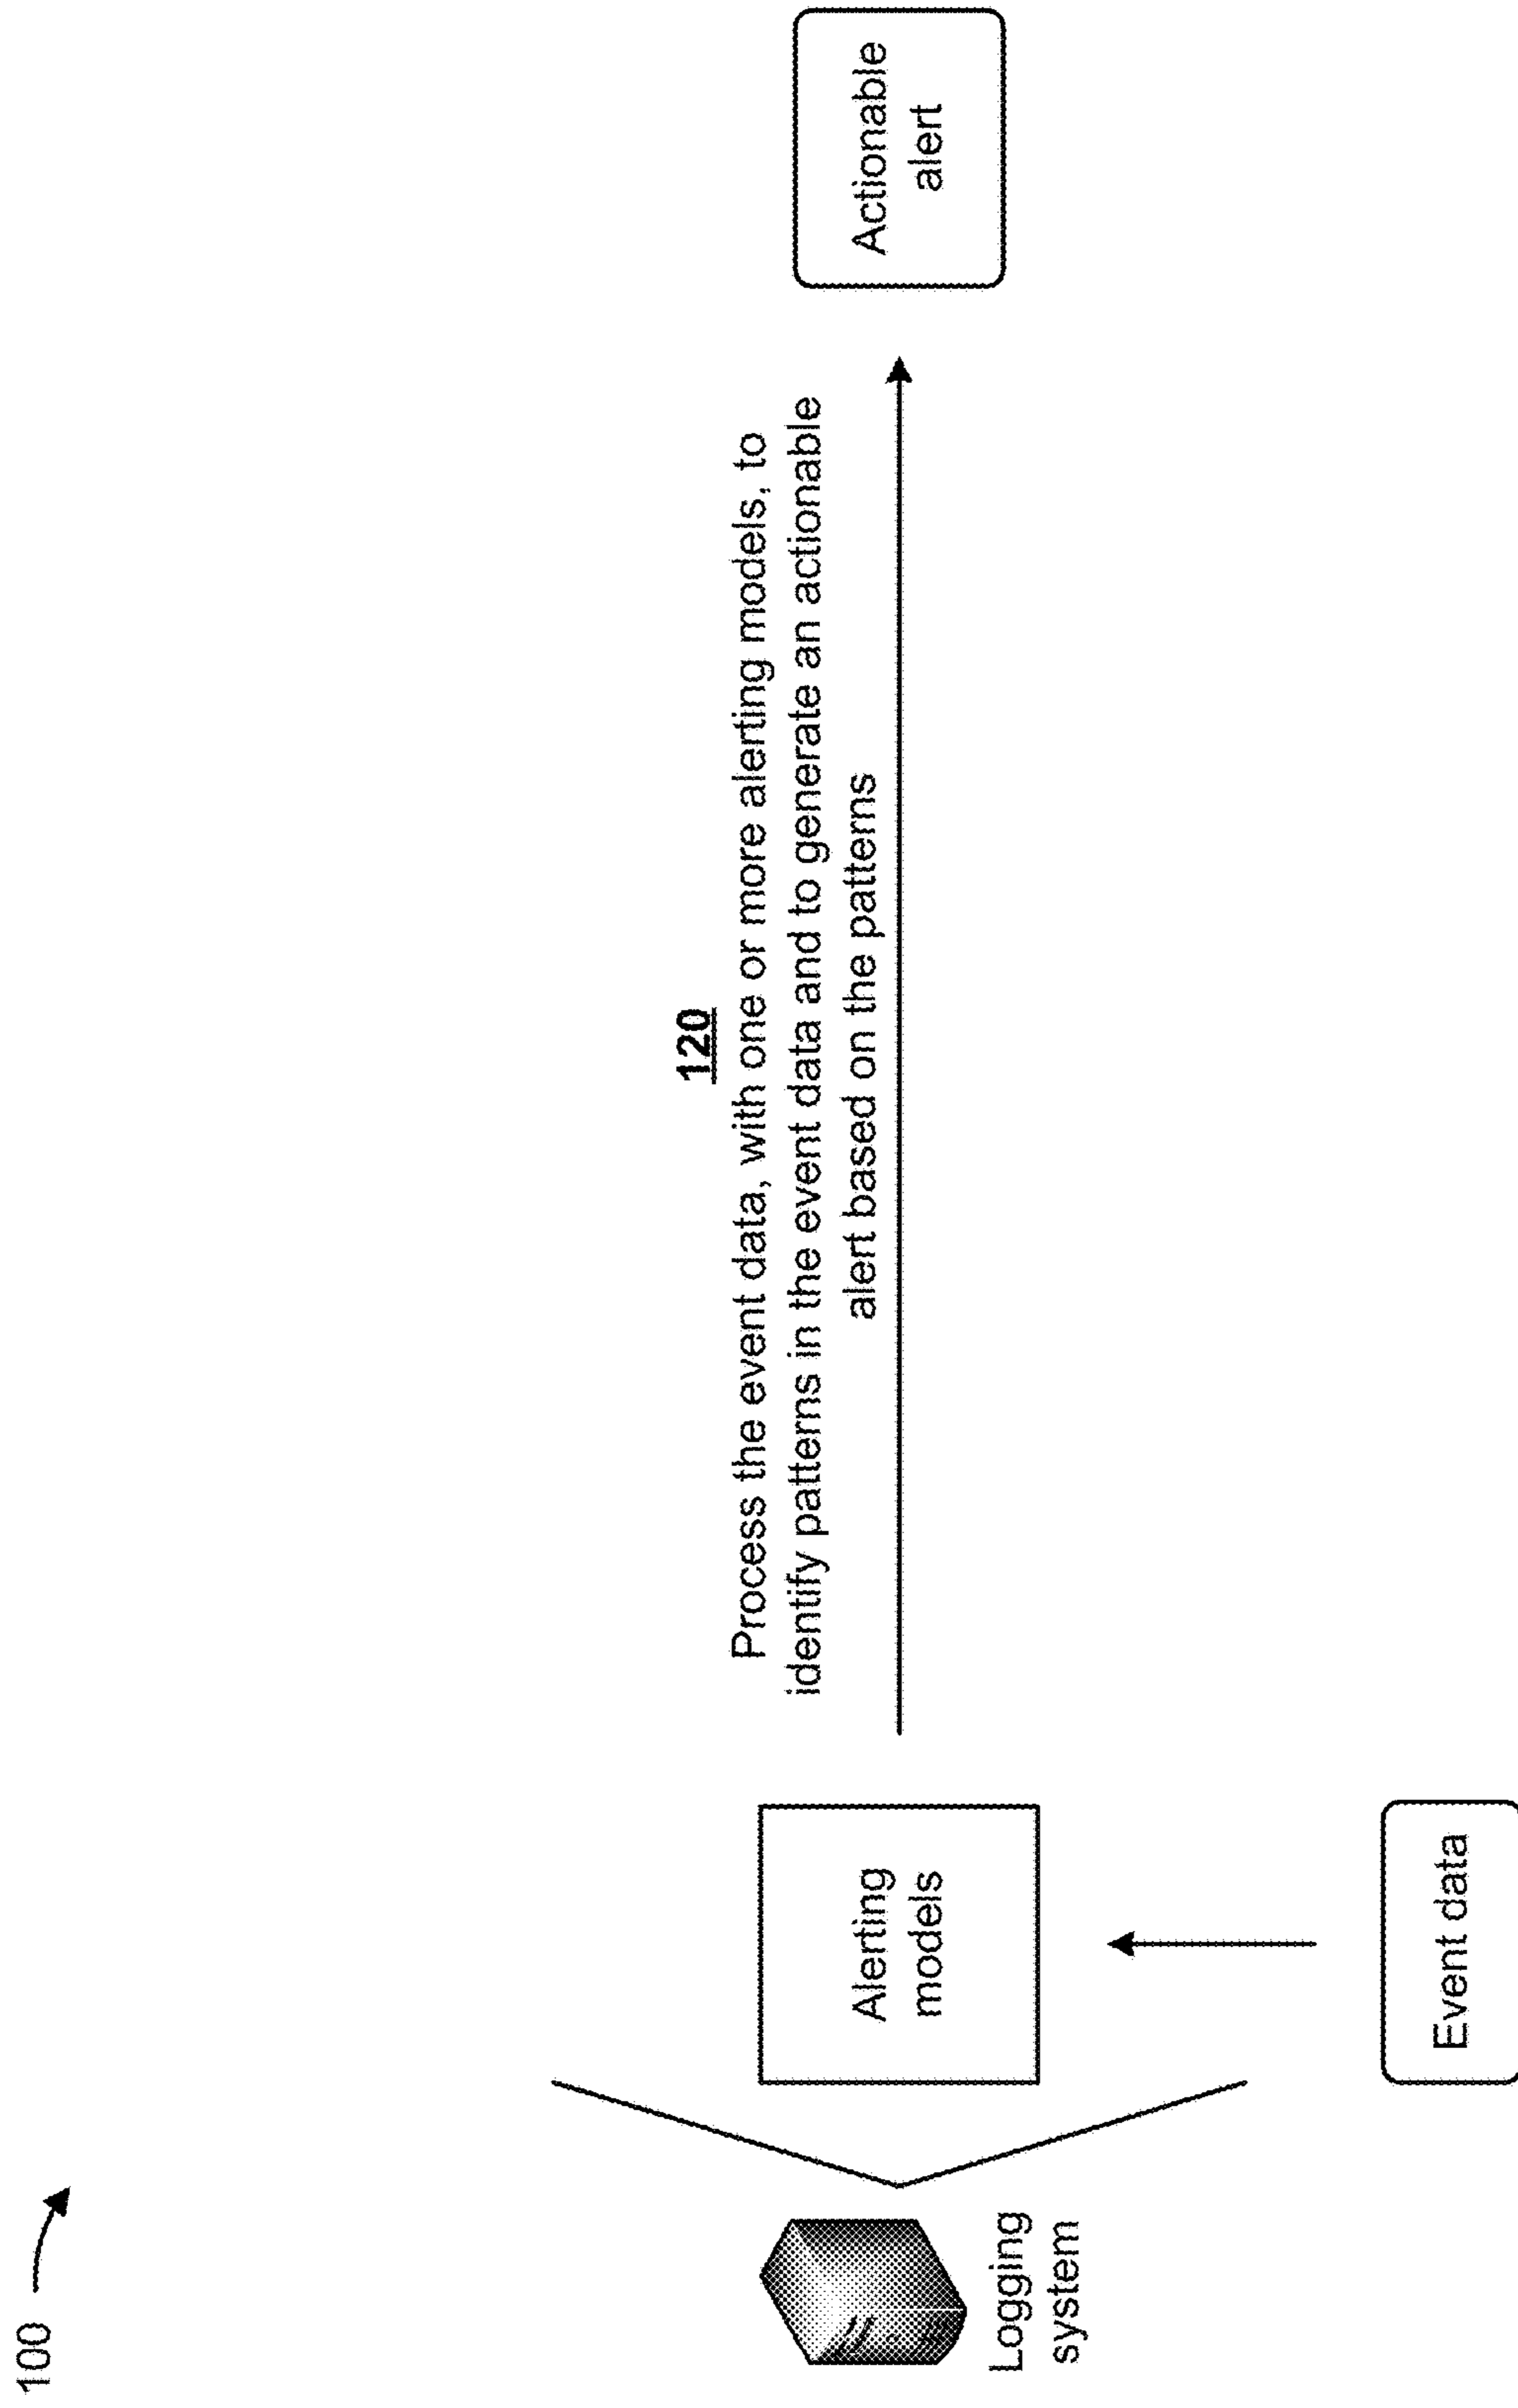 100
120
Process the event data, with one or more alerting models, to
identify patterns in the event data and to generate an actionable
alert based on the patterns
Logging
system
Alerting
models
Actionable
alert
Event data